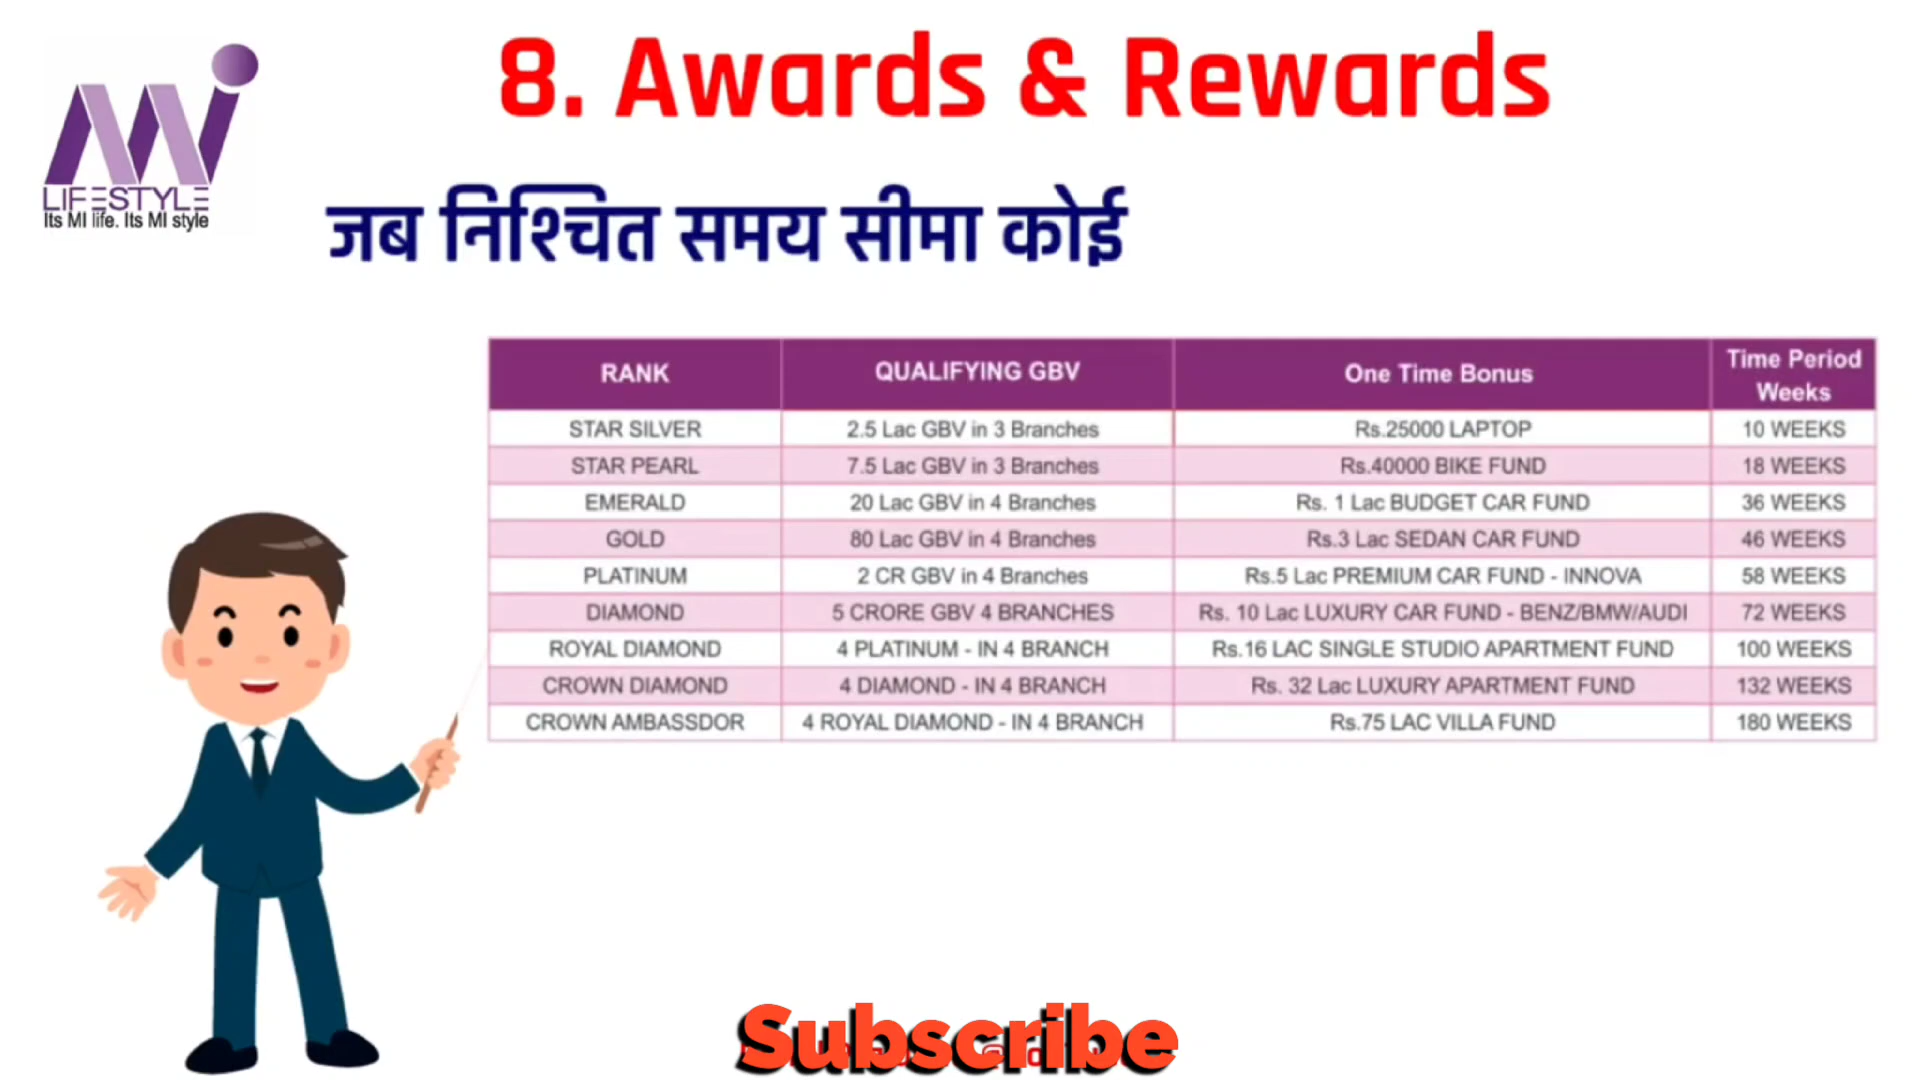 8. Awards & Rewards
LIFESTYLE
Its MI life. Its MI style
जब निश्चित समय सीमा कोई
RANK QUALIFYING GBV One Time Bonus Time Period Weeks
STAR SILVER 2.5 Lac GBV in 3 Branches Rs.25000 LAPTOP 10 WEEKS
STAR PEARL 7.5 Lac GBV in 3 Branches Rs.40000 BIKE FUND 18 WEEKS
EMERALD 20 Lac GBV in 4 Branches Rs. 1 Lac BUDGET CAR FUND 36 WEEKS
GOLD 80 Lac GBV in 4 Branches Rs.3 Lac SEDAN CAR FUND 46 WEEKS
PLATINUM 2 CR GBV in 4 Branches Rs.5 Lac PREMIUM CAR FUND - INNOVA 58 WEEKS
DIAMOND 5 CRORE GBV 4 BRANCHES Rs. 10 Lac LUXURY CAR FUND - BENZ/BMW/AUDI 72 WEEKS
ROYAL DIAMOND 4 PLATINUM - IN 4 BRANCH Rs.16 LAC SINGLE STUDIO APARTMENT FUND 100 WEEKS
CROWN DIAMOND 4 DIAMOND - IN 4 BRANCH Rs. 32 Lac LUXURY APARTMENT FUND 132 WEEKS
CROWN AMBASSDOR 4 ROYAL DIAMOND - IN 4 BRANCH Rs.75 LAC VILLA FUND 180 WEEKS
Subscribe